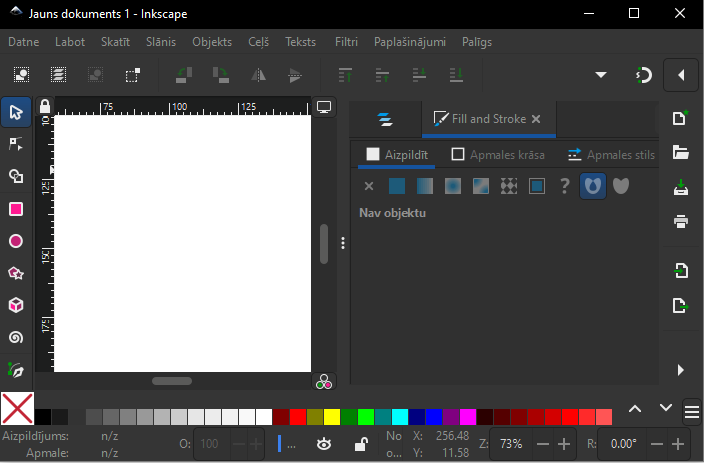 Jauns dokuments 1 - Inkscape
Datne Labot Skatīt Slānis Objekts Ceļš Teksts Filtri Paplašinājumi Palīgs
75 100 125
Fill and Stroke
Aizpildīt Apmales krāsa Apmales stils
?
Nav objektu
125
150
175
Aizpildījums: n/z O: 100 ... No X: 256.48 Z: 73% R: 0.00°
Apmale: n/z o... Y: 11.58